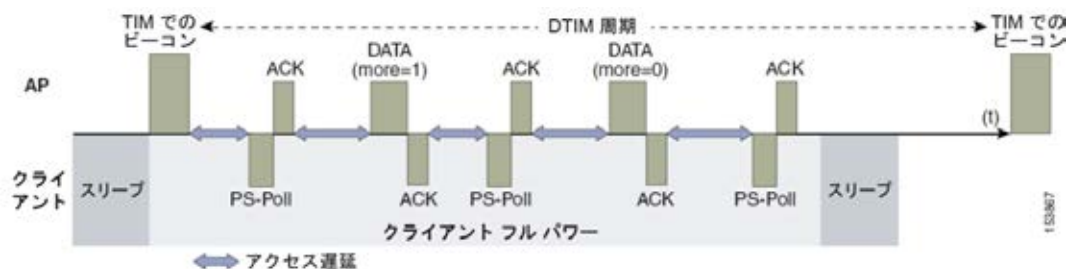 TIM での
ビーコン
DTIM 周期
TIM での
ビーコン
AP
ACK
DATA
(more=1)
ACK
DATA
(more=0)
ACK
(t)
クライ
アント
スリープ
PS-Poll
ACK
PS-Poll
ACK
PS-Poll
スリープ
クライアント フル パワー
アクセス遅延
153867